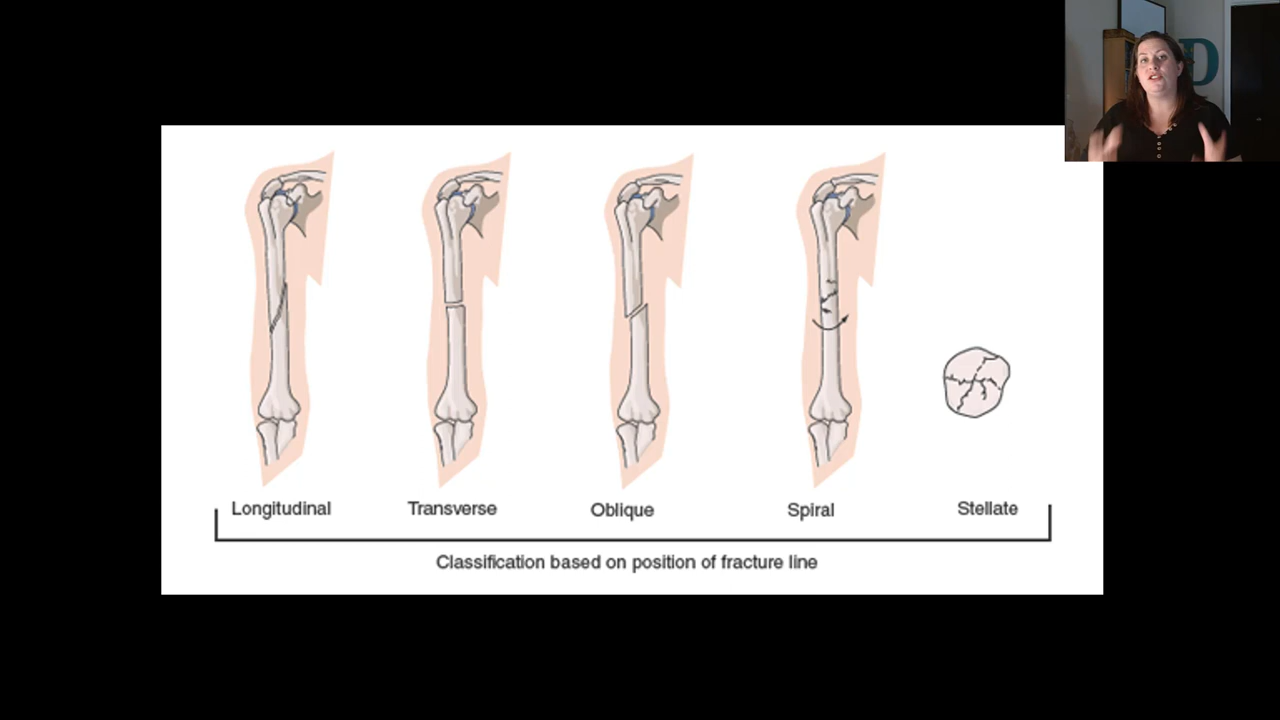 Longitudinal
Transverse
Oblique
Spiral
Stellate
Classification based on position of fracture line
D